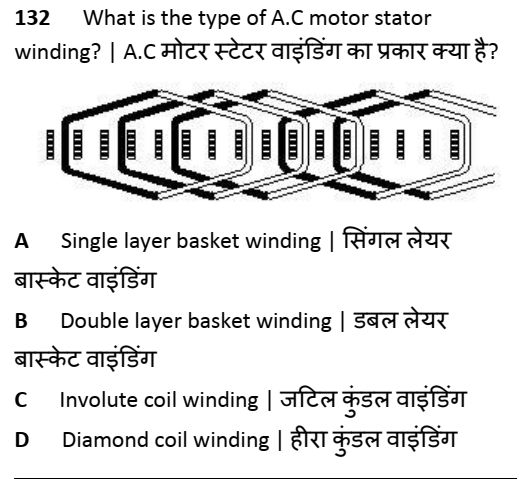 132 What is the type of A.C motor stator
winding? | A.C मोटर स्टेटर वाइंडिंग का प्रकार क्या है?
A Single layer basket winding | सिंगल लेयर
बास्केट वाइंडिंग
B Double layer basket winding | डबल लेयर
बास्केट वाइंडिंग
C Involute coil winding | जटिल कुंडल वाइंडिंग
D Diamond coil winding | हीरा कुंडल वाइंडिंग